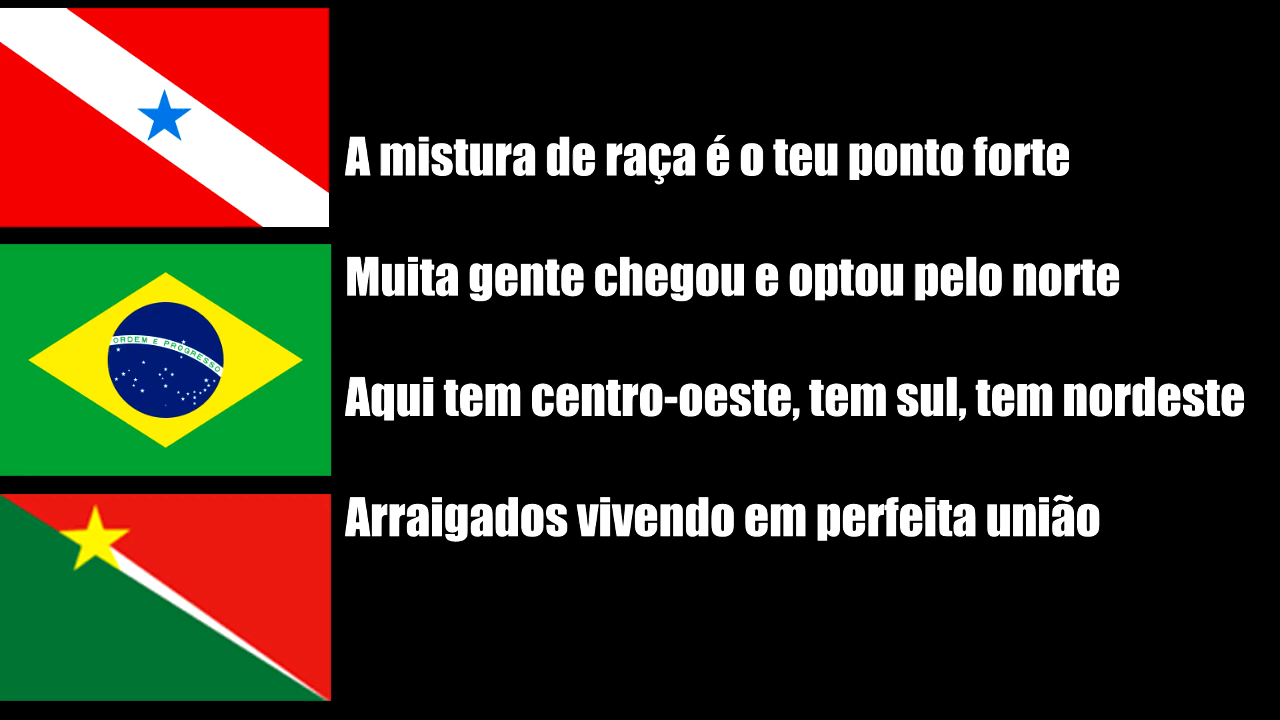 A mistura de raça é o teu ponto forte
Muita gente chegou e optou pelo norte
ORDEM E PROGRESSO
Aqui tem centro-oeste, tem sul, tem nordeste
Arraigados vivendo em perfeita união